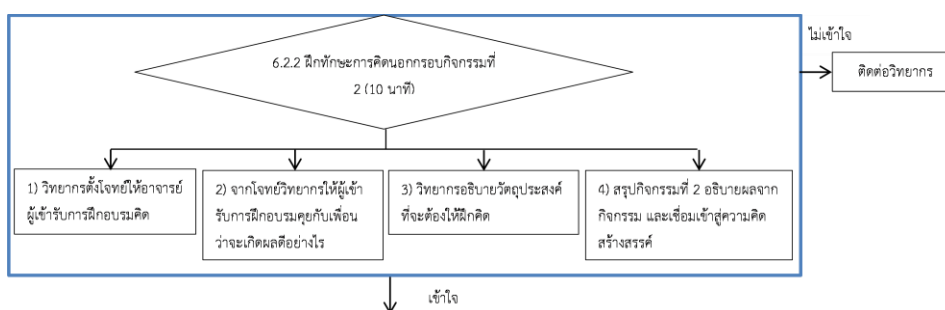 6.2.2 ฝึกทักษะการคิดนอกกรอบกิจกรรมที่
2 (10 นาที)
ไม่เข้าใจ
ติดต่อวิทยากร
1) วิทยากรตั้งโจทย์ให้อาจารย์
ผู้เข้ารับการฝึกอบรมคิด
2) จากโจทย์วิทยากรให้ผู้เข้า
รับการฝึกอบรมคุยกับเพื่อน
ว่าจะเกิดผลดีอย่างไร
3) วิทยากรอธิบายวัตถุประสงค์
ที่จะต้องให้ฝึกคิด
4) สรุปกิจกรรมที่ 2 อธิบายผลจาก
กิจกรรม และเชื่อมเข้าสู่ความคิด
สร้างสรรค์
เข้าใจ